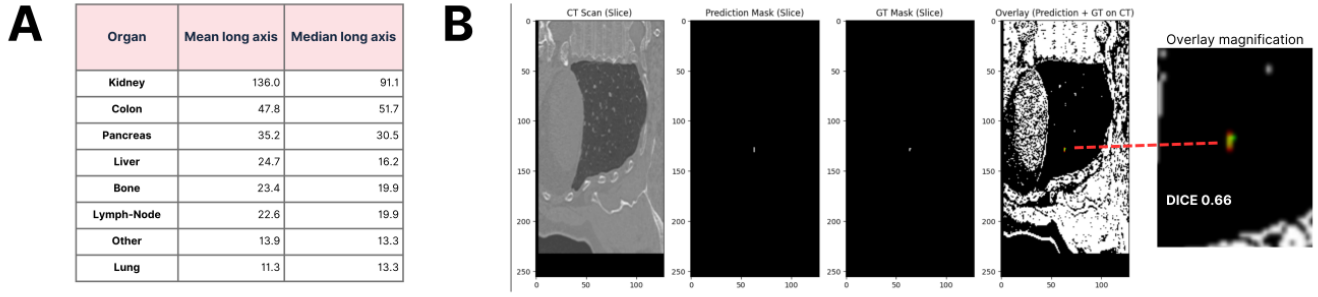 A
Organ Mean long axis Median long axis
Kidney 136.0 91.1
Colon 47.8 51.7
Pancreas 35.2 30.5
Liver 24.7 16.2
Bone 23.4 19.9
Lymph-Node 22.6 19.9
Other 13.9 13.3
Lung 11.3 13.3
B
CT Scan (Slice)
0
50
100
150
200
250
0 50 100
Prediction Mask (Slice)
0
50
100
150
200
250
0 50 100
GT Mask (Slice)
0
50
100
150
200
250
0 50 100
Overlay (Prediction + GT on CT)
0
50
100
150
200
250
0 50 100
Overlay magnification
DICE 0.66